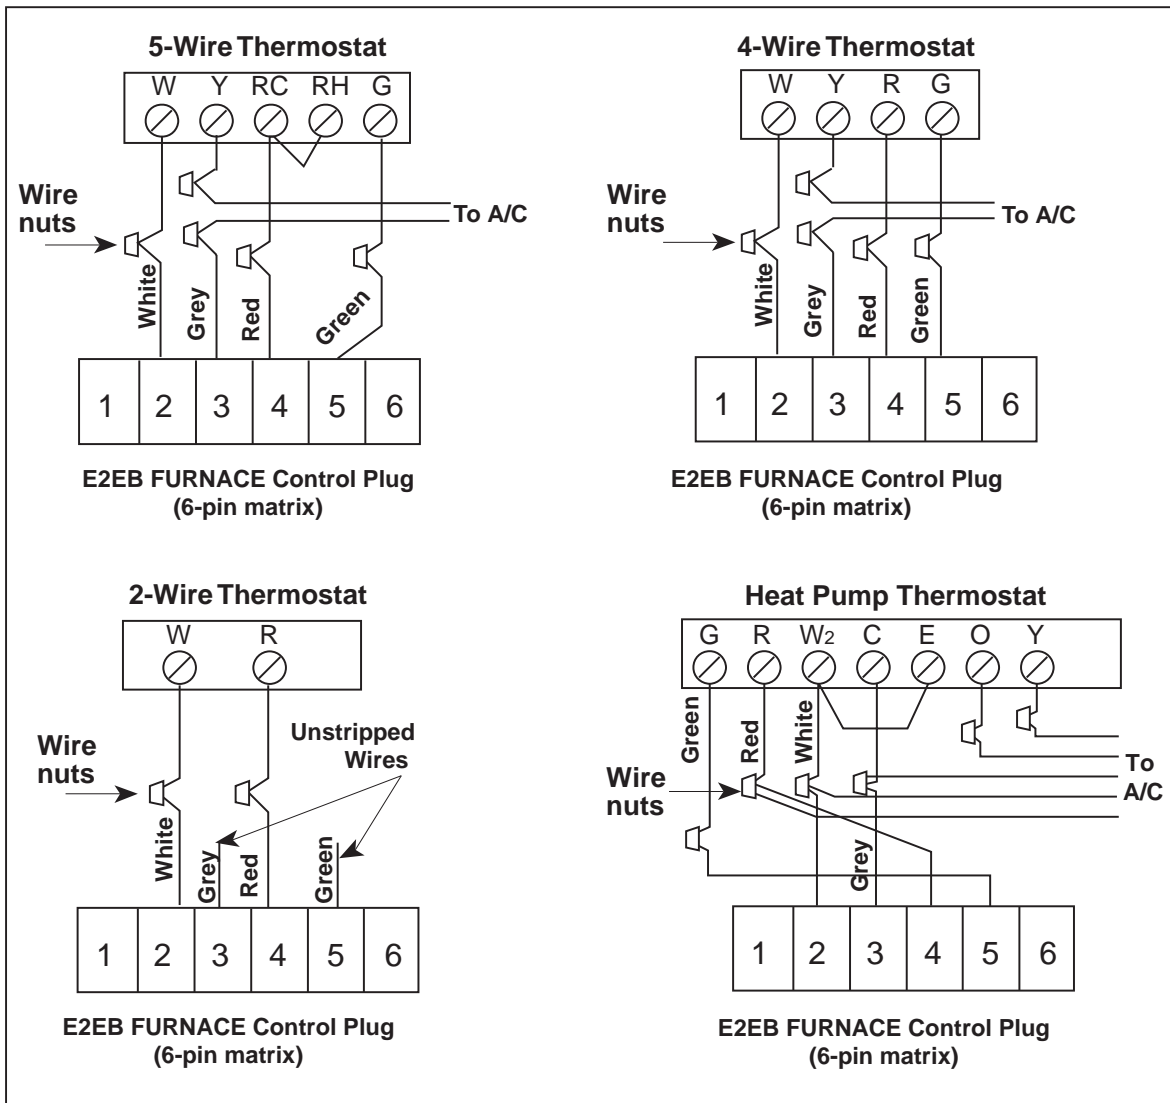 5-Wire Thermostat
W Y RC RH G
Wire
nuts
To A/C
White
Grey
Red
Green
1 2 3 4 5 6
E2EB FURNACE Control Plug
(6-pin matrix)
4-Wire Thermostat
W Y R G
Wire
nuts
To A/C
White
Grey
Red
Green
1 2 3 4 5 6
E2EB FURNACE Control Plug
(6-pin matrix)
2-Wire Thermostat
W R
Unstripped
Wires
Wire
nuts
White
Grey
Red
Green
1 2 3 4 5 6
E2EB FURNACE Control Plug
(6-pin matrix)
Heat Pump Thermostat
G R W2 C E O Y
Green
Red
White
Wire
nuts
To
A/C
Grey
1 2 3 4 5 6
E2EB FURNACE Control Plug
(6-pin matrix)